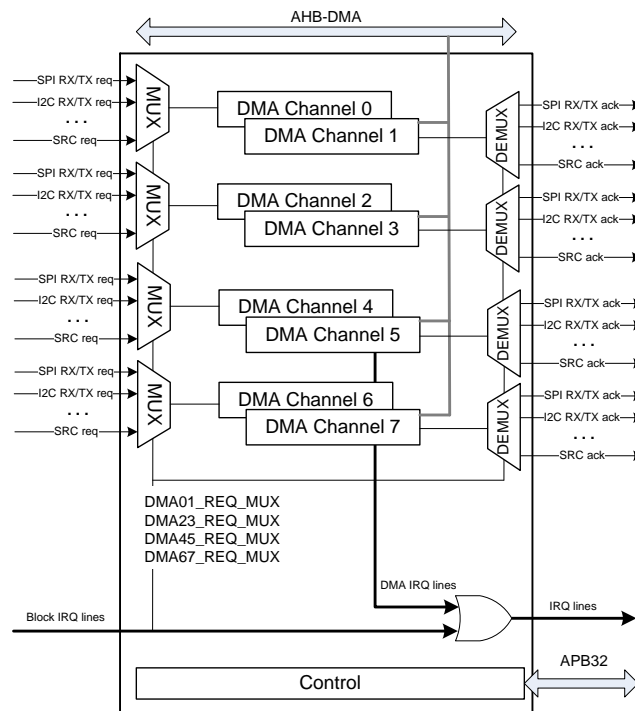 AHB-DMA
SPI RX/TX req
I2C RX/TX req
...
SRC req
MUX
DMA Channel 0
DMA Channel 1
DEMUX
SPI RX/TX ack
I2C RX/TX ack
...
SRC ack
SPI RX/TX req
I2C RX/TX req
...
SRC req
MUX
DMA Channel 2
DMA Channel 3
DEMUX
SPI RX/TX ack
I2C RX/TX ack
...
SRC ack
SPI RX/TX req
I2C RX/TX req
...
SRC req
MUX
DMA Channel 4
DMA Channel 5
DEMUX
SPI RX/TX ack
I2C RX/TX ack
...
SRC ack
SPI RX/TX req
I2C RX/TX req
...
SRC req
MUX
DMA Channel 6
DMA Channel 7
DEMUX
SPI RX/TX ack
I2C RX/TX ack
...
SRC ack
DMA01_REQ_MUX
DMA23_REQ_MUX
DMA45_REQ_MUX
DMA67_REQ_MUX
DMA IRQ lines
Block IRQ lines
IRQ lines
Control
APB32